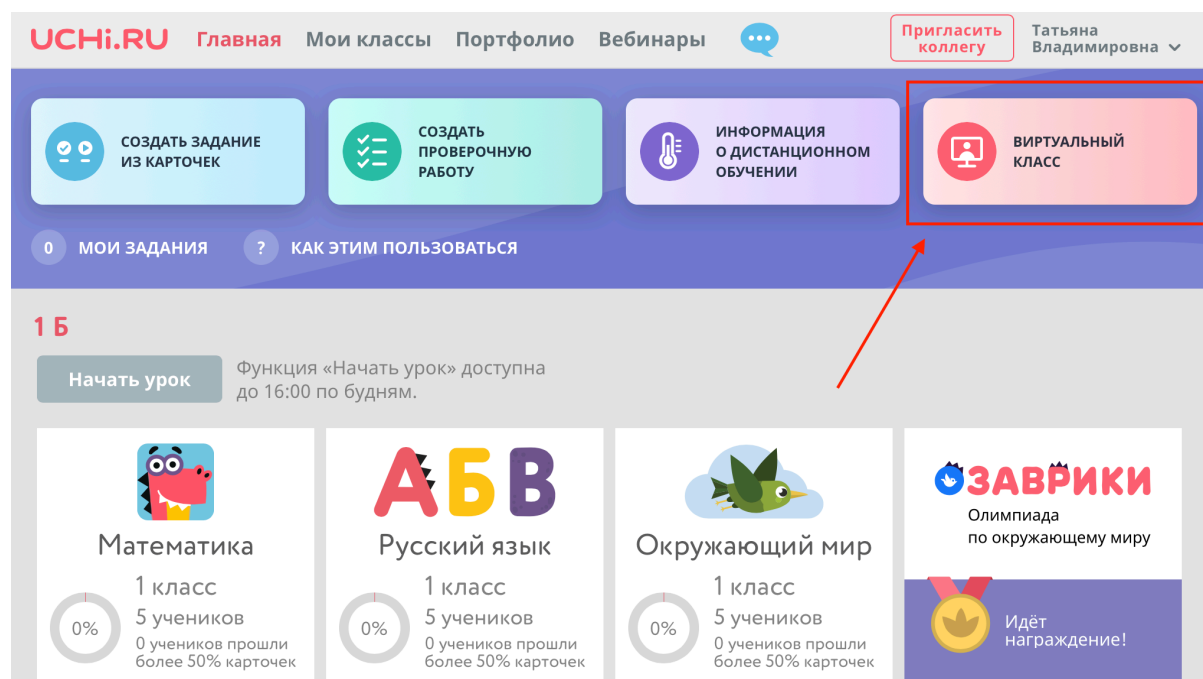 UCHi.RU Главная Мои классы Портфолио Вебинары
Пригласить
коллегу
Татьяна
Владимировна
СОЗДАТЬ ЗАДАНИЕ
ИЗ КАРТОЧЕК
СОЗДАТЬ
ПРОВЕРОЧНУЮ
РАБОТУ
ИНФОРМАЦИЯ
О ДИСТАНЦИОННОМ
ОБУЧЕНИИ
ВИРТУАЛЬНЫЙ
КЛАСС
0 МОИ ЗАДАНИЯ ? КАК ЭТИМ ПОЛЬЗОВАТЬСЯ
1 Б
Начать урок
Функция «Начать урок» доступна
до 16:00 по будням.
Математика
1 класс
5 учеников
0%
0 учеников прошли
более 50% карточек
АБВ
Русский язык
1 класс
5 учеников
0%
0 учеников прошли
более 50% карточек
Окружающий мир
1 класс
5 учеников
0%
0 учеников прошли
более 50% карточек
ЗАВРИКИ
Олимпиада
по окружающему миру
Идёт
награждение!